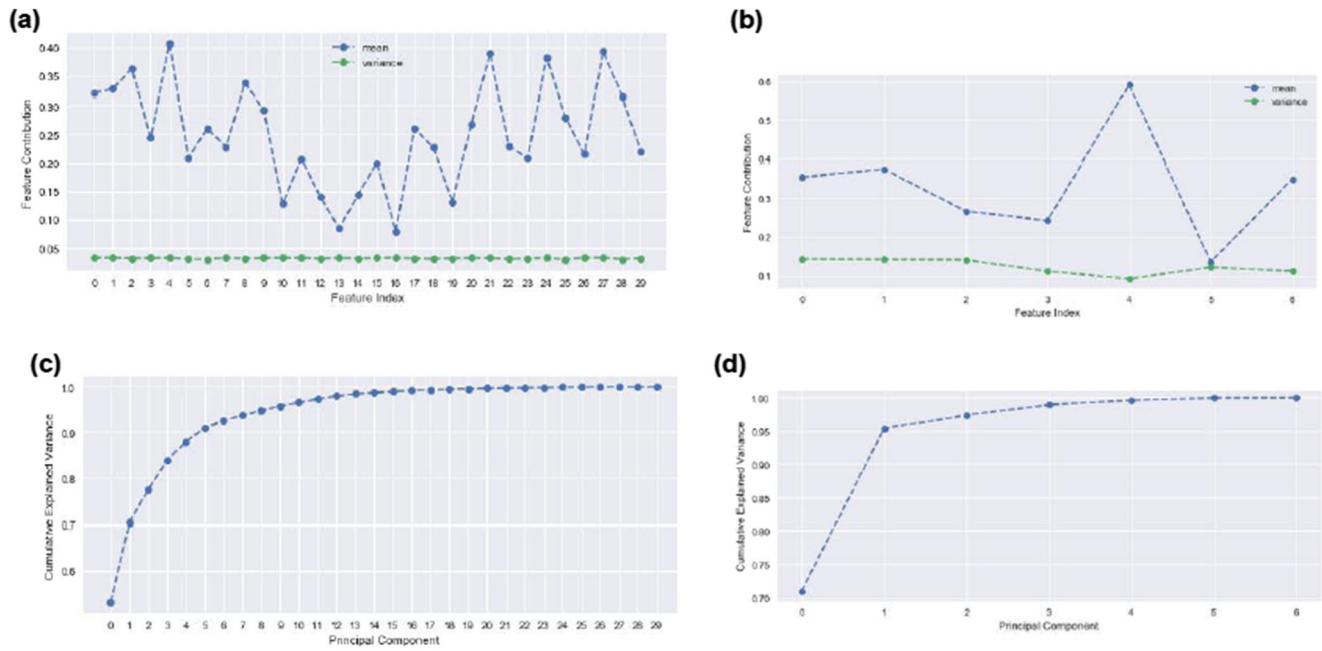 (a)
mean
variance
0.40
0.35
0.30
0.25
0.20
0.15
0.10
0.05
Feature Contribution
0 1 2 3 4 5 6 7 8 9 10 11 12 13 14 15 16 17 18 19 20 21 22 23 24 25 26 27 28 29
Feature Index
(b)
mean
variance
0.6
0.5
0.4
0.3
0.2
0.1
Feature Contribution
0 1 2 3 4 5 6
Feature Index
(c)
1.0
0.9
0.8
0.7
0.6
Cumulative Explained Variance
0 1 2 3 4 5 6 7 8 9 10 11 12 13 14 15 16 17 18 19 20 21 22 23 24 25 26 27 28 29
Principal Component
(d)
1.00
0.95
0.90
0.85
0.80
0.75
0.70
Cumulative Explained Variance
0 1 2 3 4 5 6
Principal Component